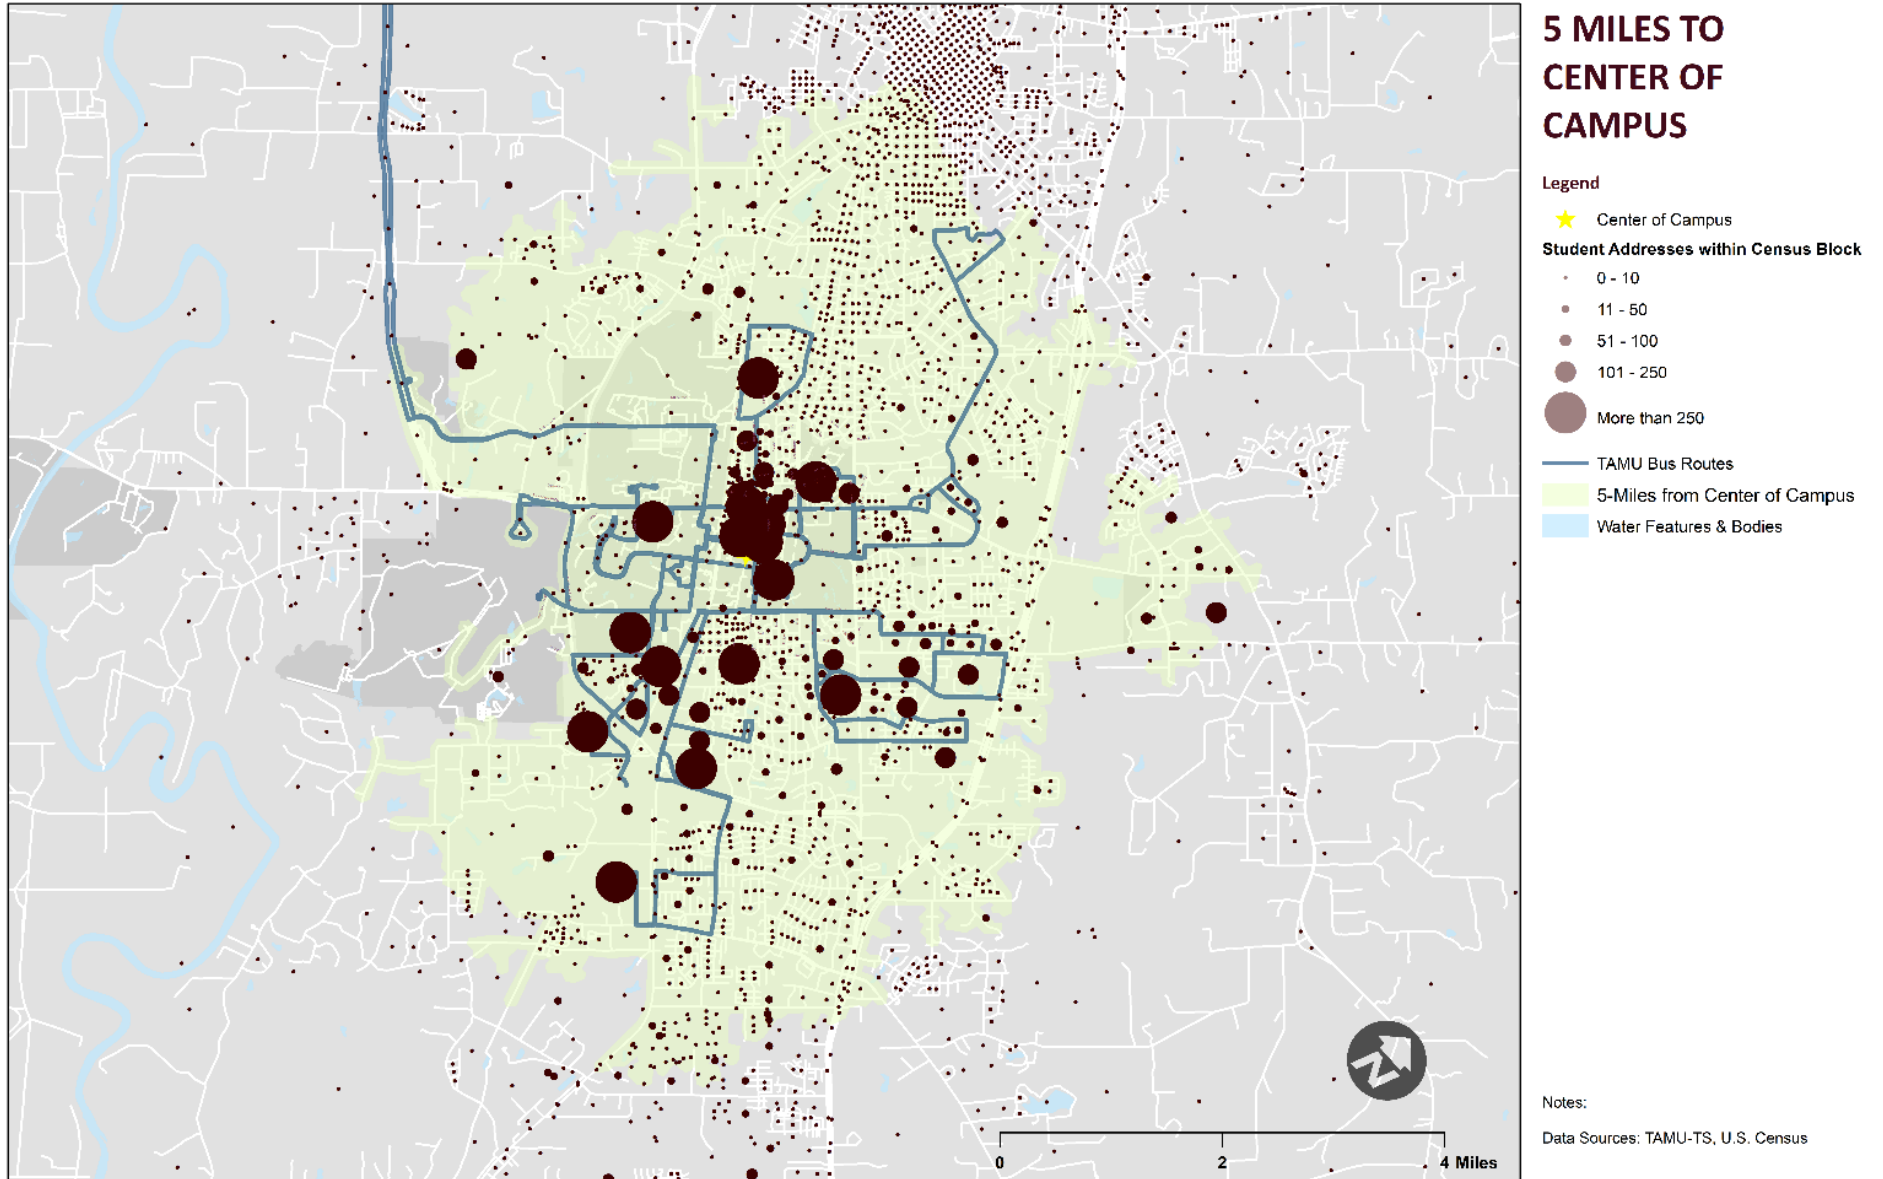 5 MILES TO
CENTER OF
CAMPUS
Legend
Center of Campus
Student Addresses within Census Block
0 - 10
11 - 50
51 - 100
101 - 250
More than 250
TAMU Bus Routes
5-Miles from Center of Campus
Water Features & Bodies
N
0 2 4 Miles
Notes:
Data Sources: TAMU-TS, U.S. Census